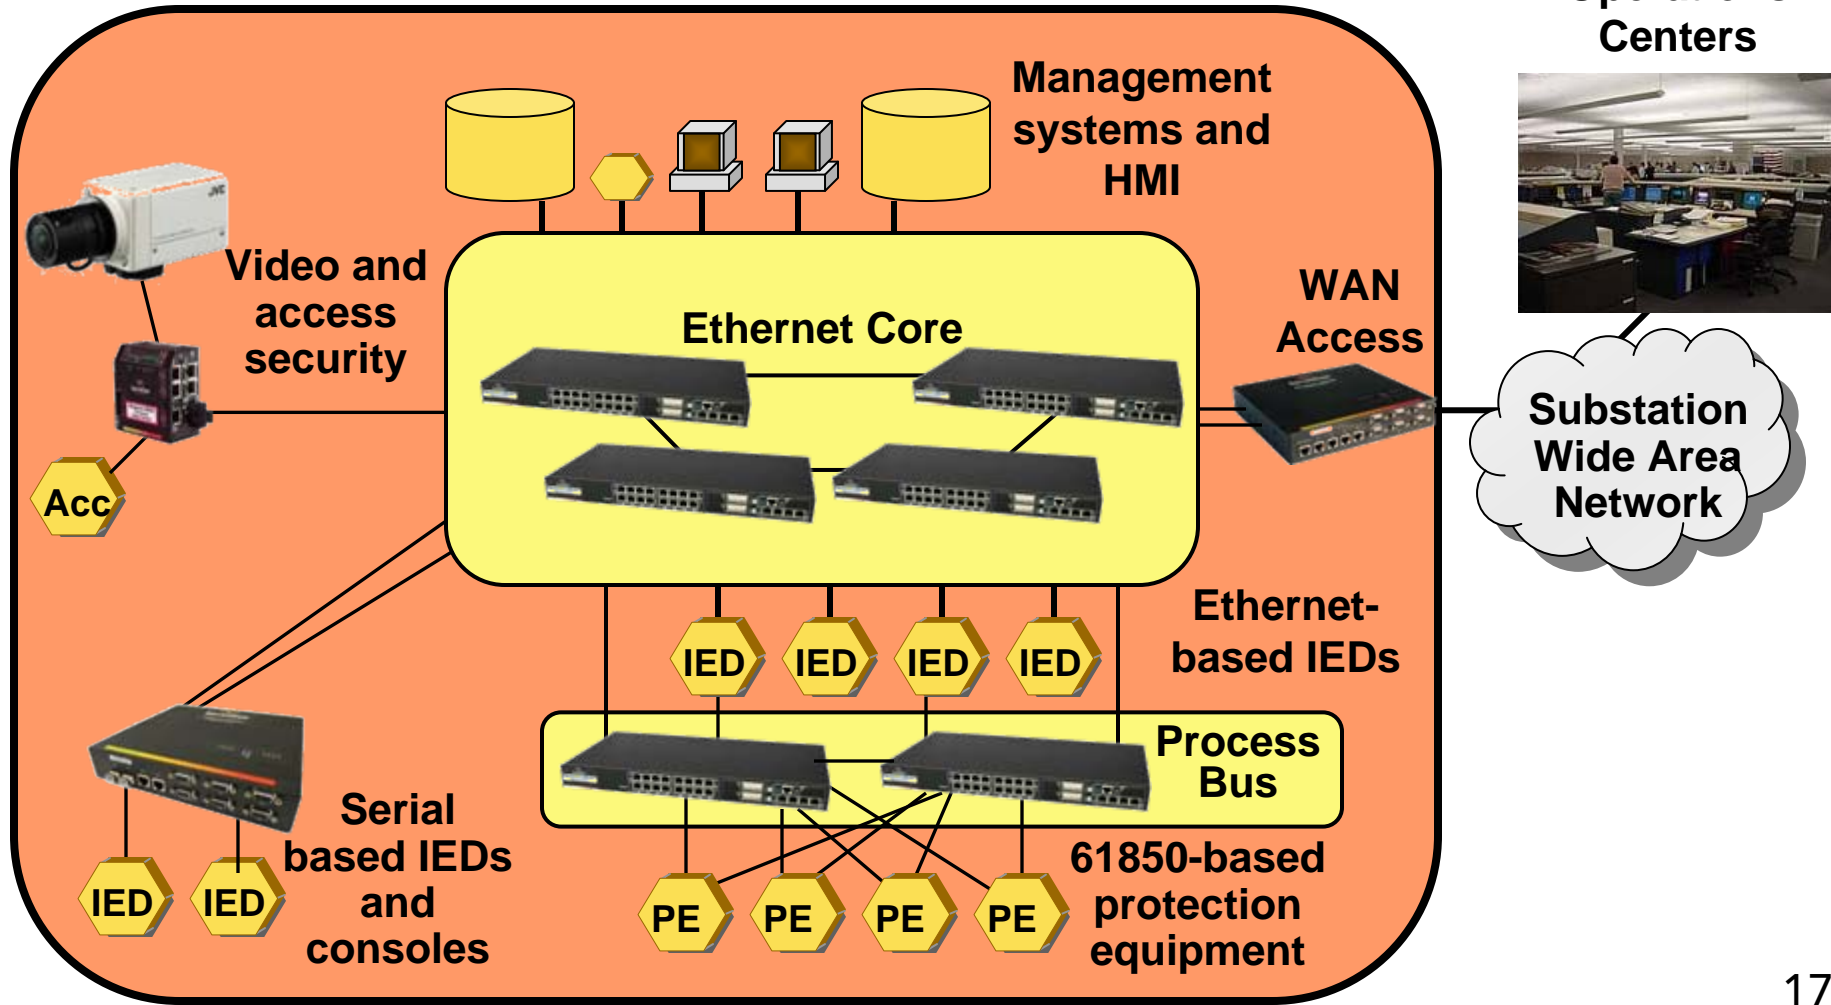 Centers
Management
systems and
HMI
Video and
access
security
Ethernet Core
WAN
Access
Substation
Wide Area
Network
Acc
Ethernet-
based IEDs
IED
IED
IED
IED
Process
Bus
Serial
based IEDs
and
consoles
IED
IED
PE
PE
PE
PE
61850-based
protection
equipment
JVC
17